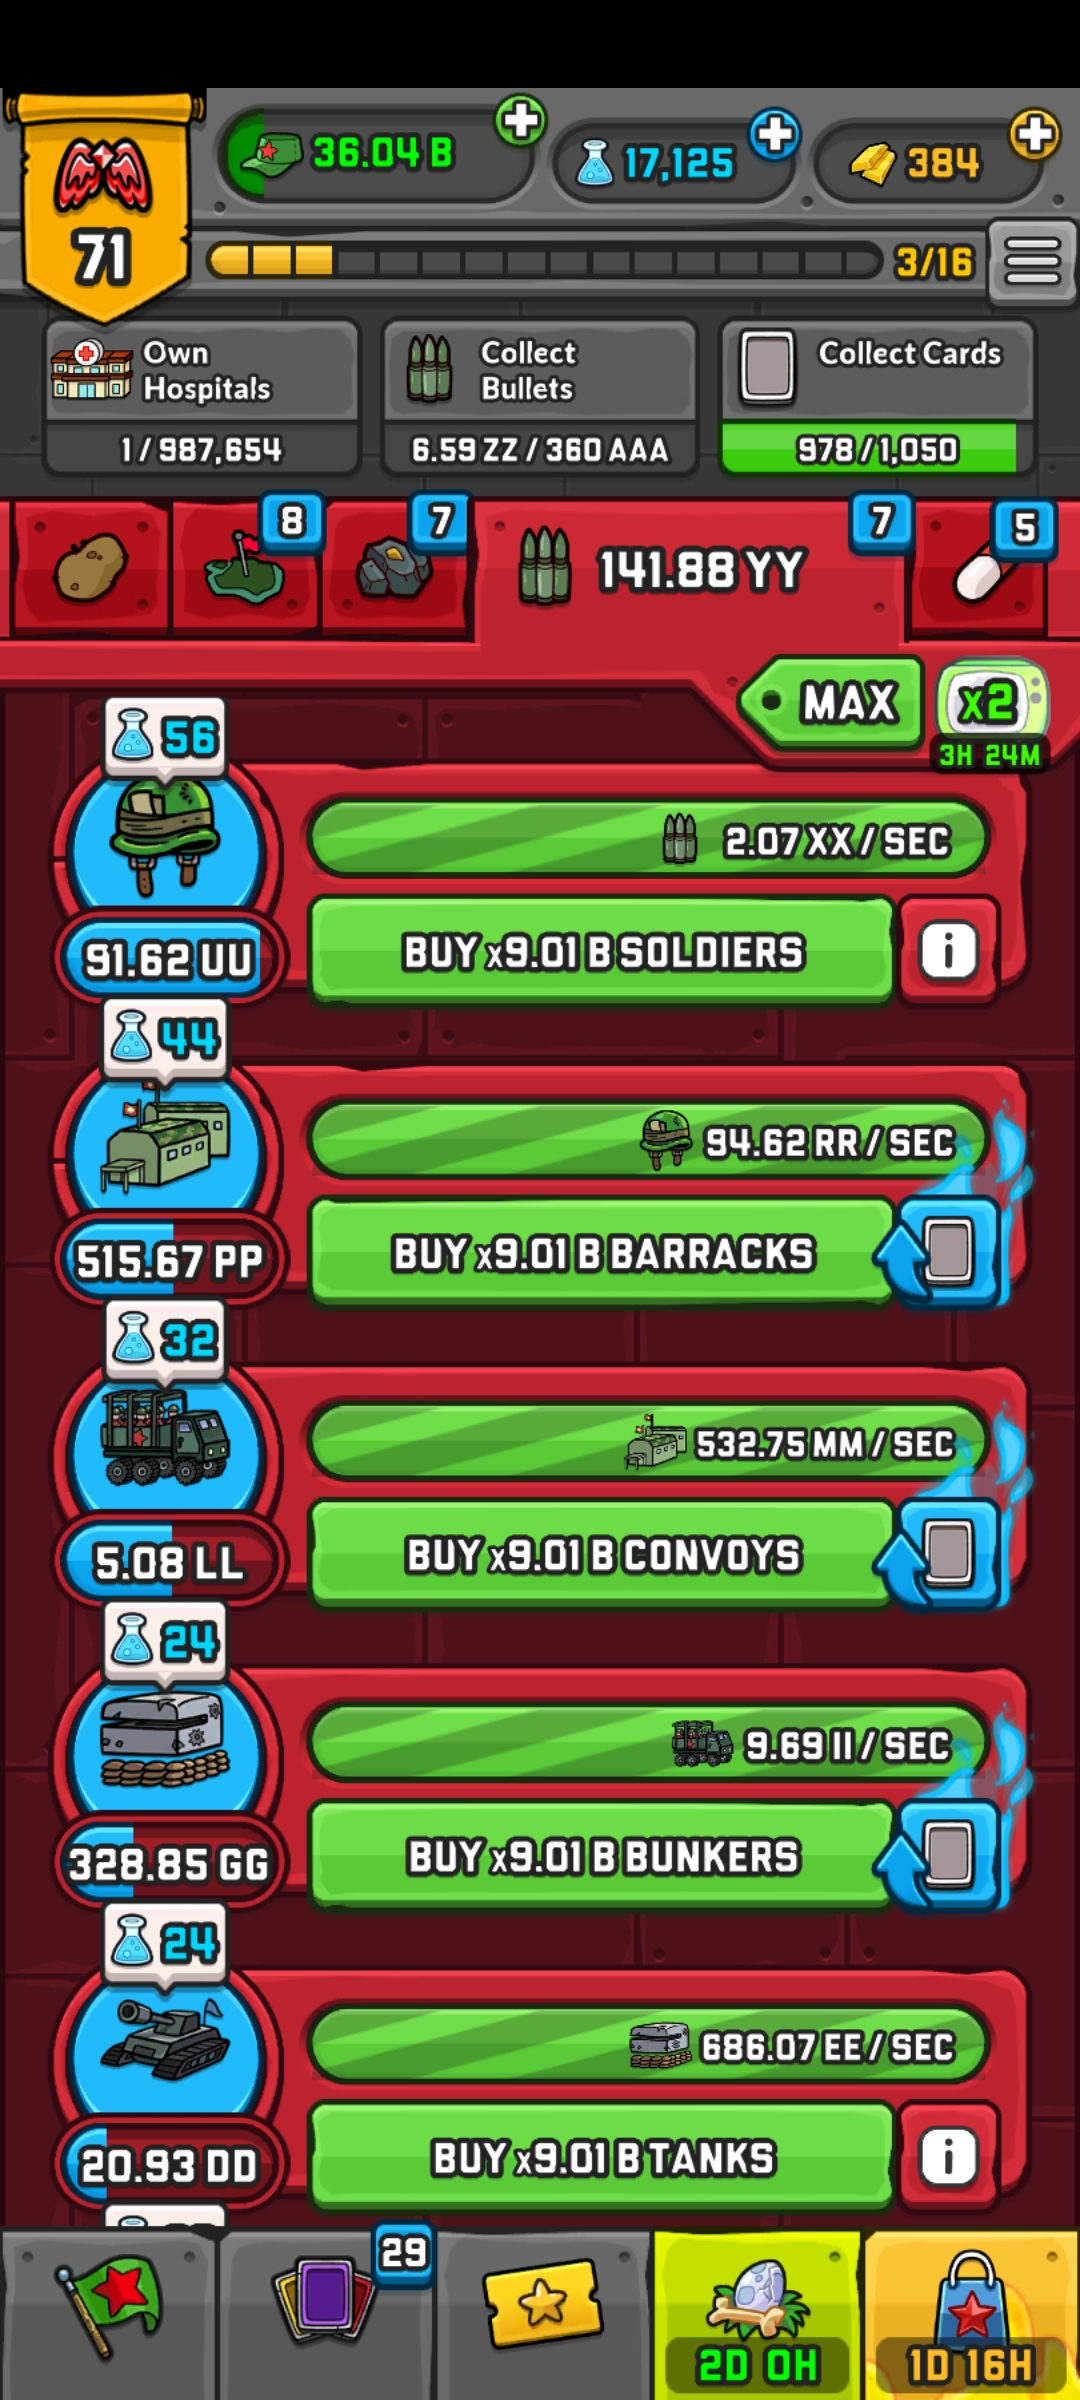 71
36.04 B
17,125
384
3/16
Own
Hospitals
1/987,654
Collect
Bullets
6.59 ZZ / 360 AAA
Collect Cards
978/1,050
8
7
141.88 YY
7
5
MAX
x2
3H 24M
56
2.07 XX / SEC
91.62 UU
BUY x9.01 B SOLDIERS
i
44
94.62 RR / SEC
515.67 PP
BUY x9.01 B BARRACKS
32
532.75 MM / SEC
5.08 LL
BUY x9.01 B CONVOYS
24
9.69 II / SEC
328.85 GG
BUY x9.01 B BUNKERS
24
686.07 EE / SEC
20.93 DD
BUY x9.01 B TANKS
i
29
2D 0H
1D 16H